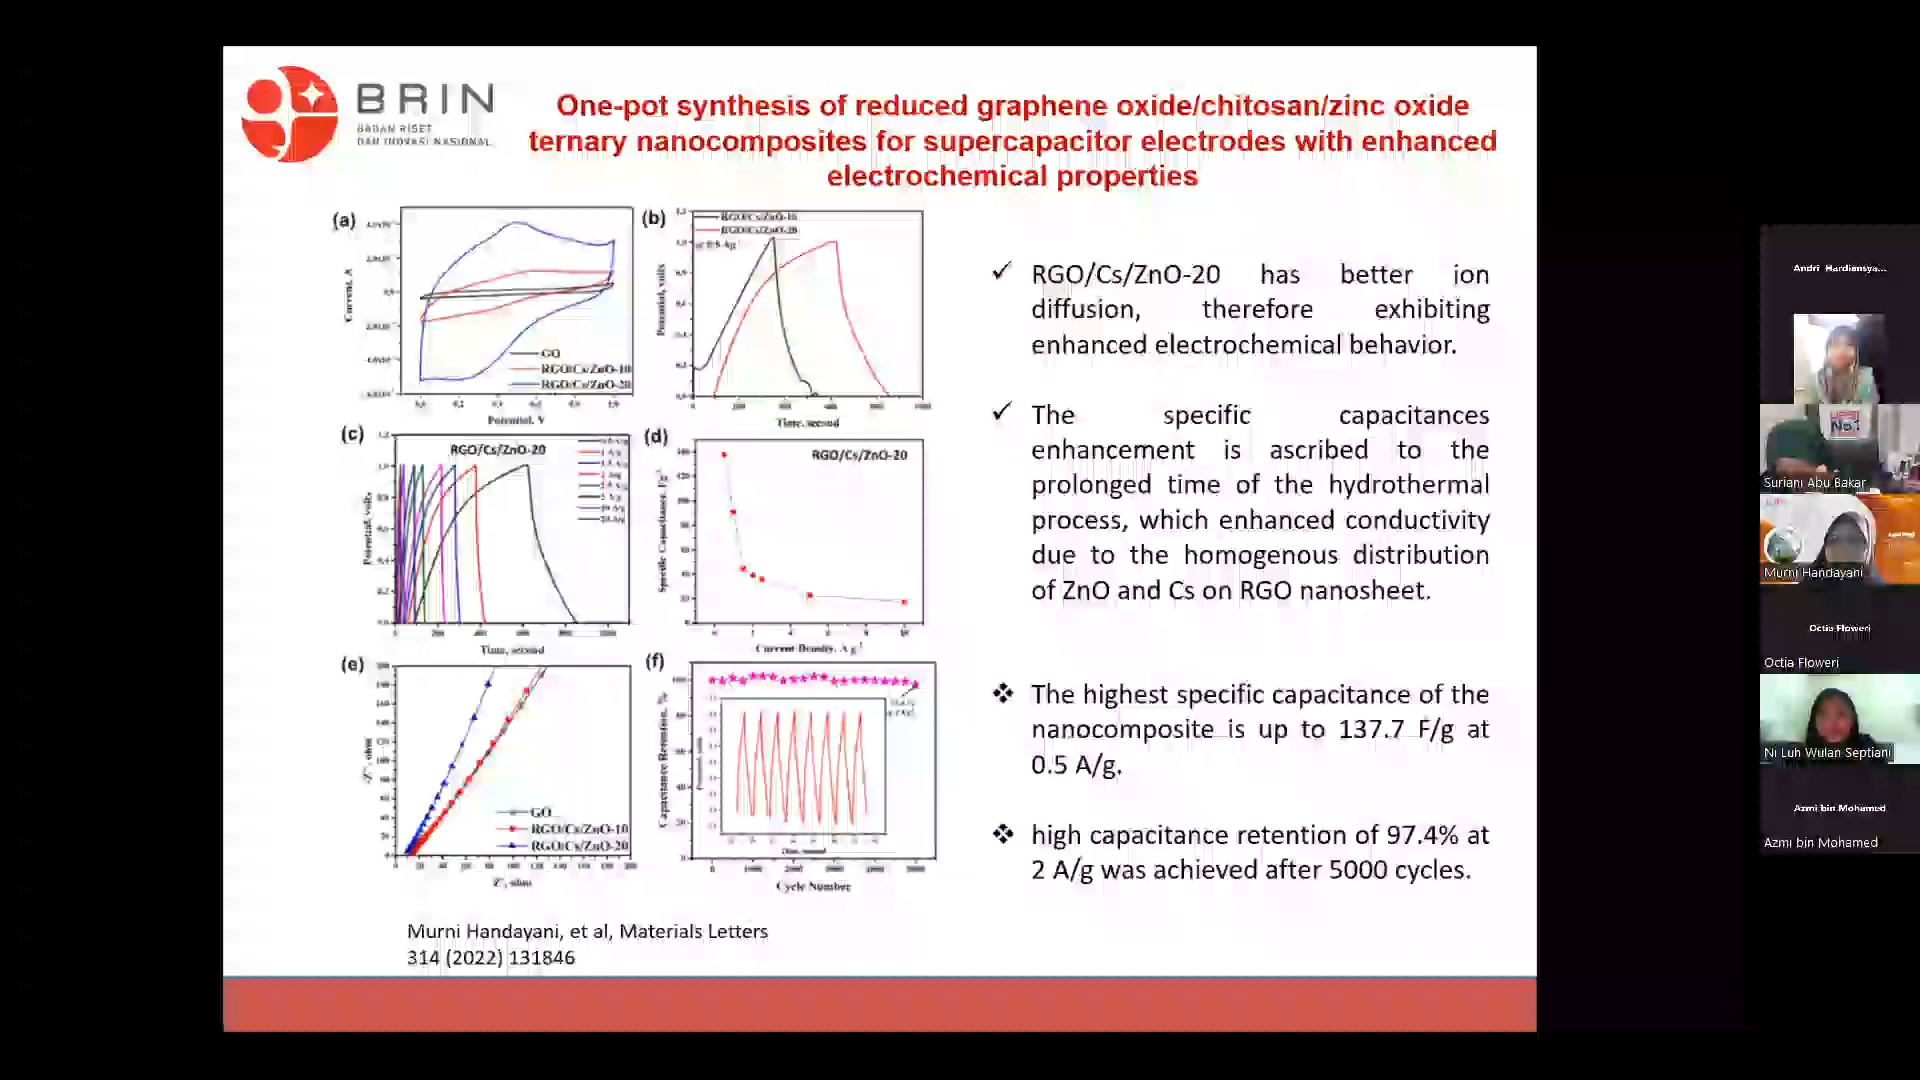 BRIN
BADAN RISET
DAN INOVASI NASIONAL
One-pot synthesis of reduced graphene oxide/chitosan/zinc oxide
ternary nanocomposites for supercapacitor electrodes with enhanced
electrochemical properties
(a)
Current, A
GO
RGO/Cs/ZnO-10
RGO/Cs/ZnO-20
Potential, V
(b)
RGO/Cs/ZnO-10
RGO/Cs/ZnO-20
Potential, volts
Time, second
(c)
RGO/Cs/ZnO-20
Potential, volts
Time, second
(d)
RGO/Cs/ZnO-20
Specific Capacitance, Fg-1
Current Density, A g-1
(e)
GO
RGO/Cs/ZnO-10
RGO/Cs/ZnO-20
Z', ohm
(f)
Capacitance Retention, %
Cycle Number
✓ RGO/Cs/ZnO-20 has better ion
diffusion, therefore exhibiting
enhanced electrochemical behavior.
✓ The specific capacitances
enhancement is ascribed to the
prolonged time of the hydrothermal
process, which enhanced conductivity
due to the homogenous distribution
of ZnO and Cs on RGO nanosheet.
❖ The highest specific capacitance of the
nanocomposite is up to 137.7 F/g at
0.5 A/g.
❖ high capacitance retention of 97.4% at
2 A/g was achieved after 5000 cycles.
Murni Handayani, et al, Materials Letters
314 (2022) 131846
Andri Hardiansya...
Suriani Abu Bakar
Murni Handayani
Octia Floweri
Octia Floweri
Ni Luh Wulan Septiani
Azmi bin Mohamed
Azmi bin Mohamed